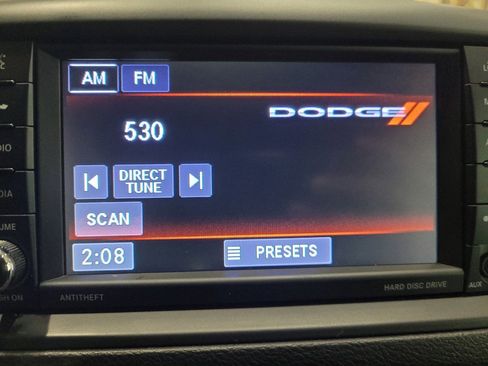 AM FM
DODGE
530
DIRECT
TUNE
SCAN
2:08 PRESETS
ANTITHEFT HARD DISC DRIVE AUX